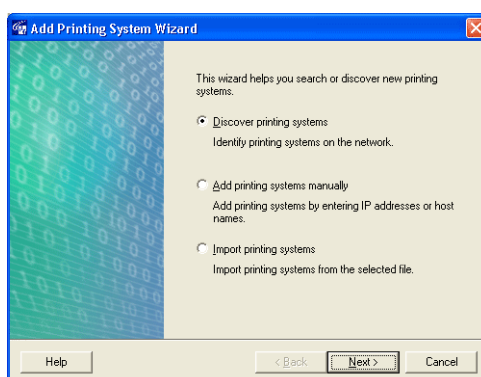 Add Printing System Wizard
This wizard helps you search or discover new printing
systems.
Discover printing systems
Identify printing systems on the network.
Add printing systems manually
Add printing systems by entering IP addresses or host
names.
Import printing systems
Import printing systems from the selected file.
Help
< Back
Next >
Cancel